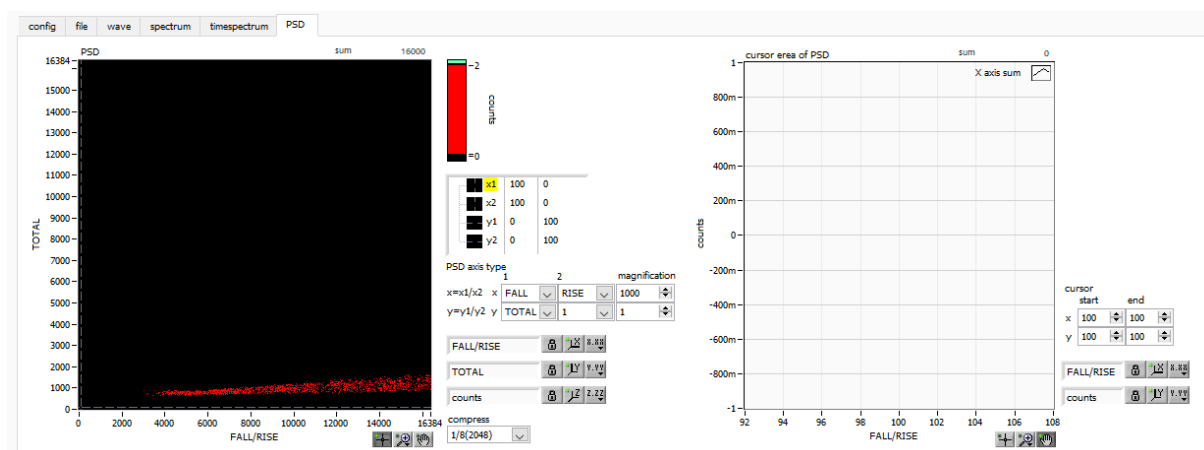 config file wave spectrum timespectrum PSD
PSD sum 16000
16384
15000
14000
13000
12000
11000
10000
9000
8000
7000
6000
5000
4000
3000
2000
1000
0
TOTAL
0 2000 4000 6000 8000 10000 12000 14000 16384
FALL/RISE
2
0
counts
x1 100 0
x2 100 0
y1 0 100
y2 0 100
PSD axis type
1 2 magnification
x=x1/x2 x FALL RISE 1000
y=y1/y2 y TOTAL 1 1
FALL/RISE X X.XX
TOTAL Y Y.YY
counts Z Z.ZZ
compress
1/8(2048)
cursor erea of PSD sum 0
X axis sum
1
800m
600m
400m
200m
0
-200m
-400m
-600m
-800m
-1
counts
92 94 96 98 100 102 104 106 108
FALL/RISE
cursor
start end
x 100 100
y 100 100
FALL/RISE X X.XX
counts Y Y.YY